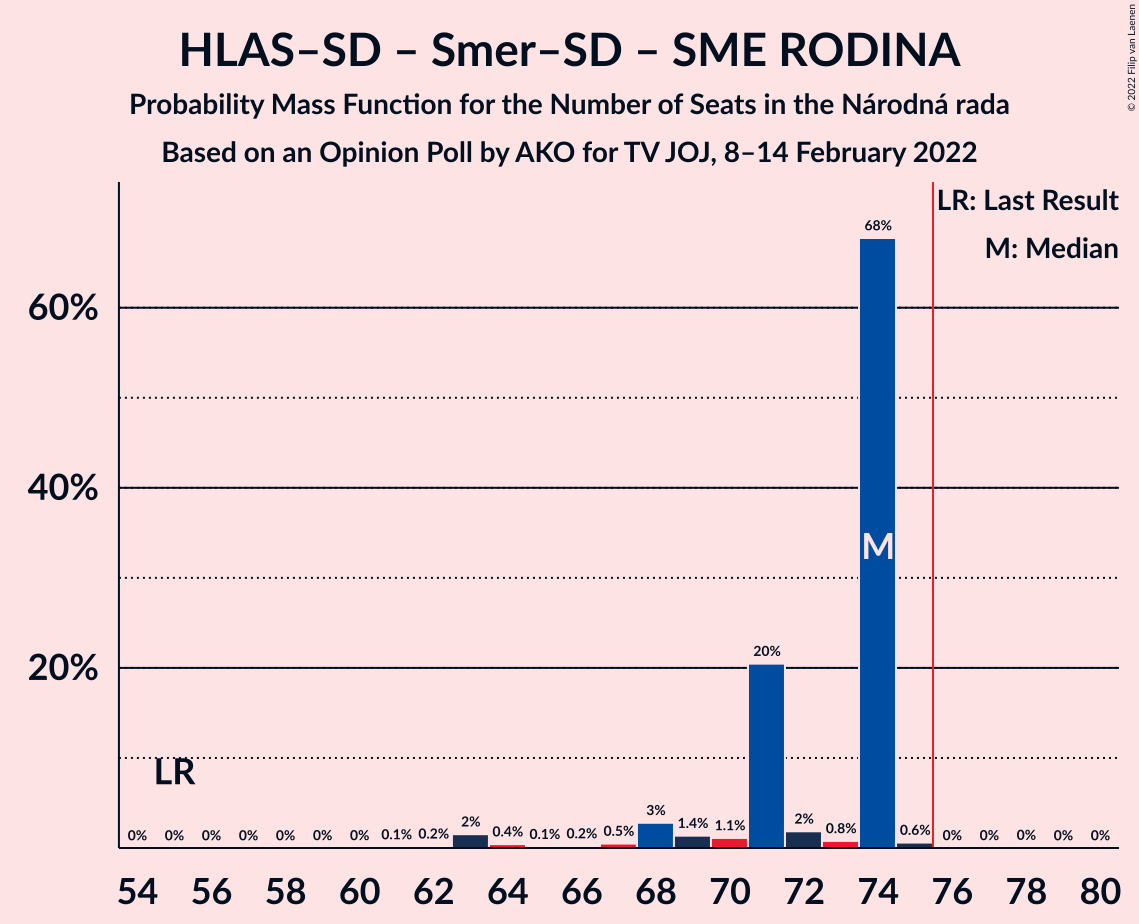 HLAS–SD – Smer–SD – SME RODINA
Probability Mass Function for the Number of Seats in the Národná rada
Based on an Opinion Poll by AKO for TV JOJ, 8–14 February 2022
© 2022 Filip van Laenen
LR: Last Result
M: Median
60%
40%
20%
68%
M
20%
LR
0% 0% 0% 0% 0% 0% 0% 0.1% 0.2% 2% 0.4% 0.1% 0.2% 0.5% 3% 1.4% 1.1% 2% 0.8% 0.6% 0% 0% 0% 0% 0%
54 56 58 60 62 64 66 68 70 72 74 76 78 80